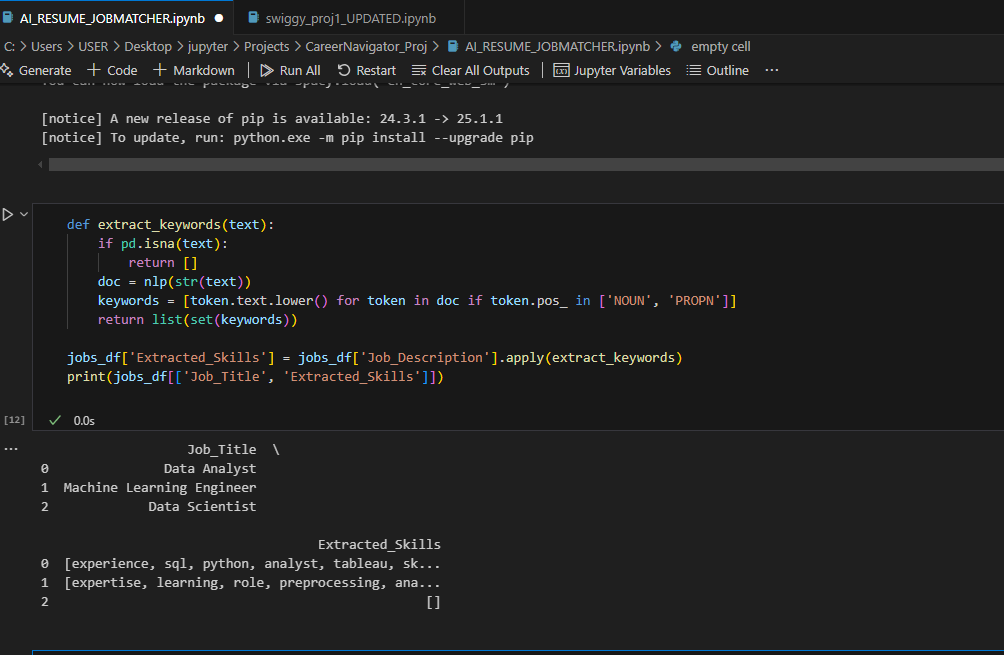 AI_RESUME_JOBMATCHER.ipynb ● swiggy_proj1_UPDATED.ipynb
C: > Users > USER > Desktop > jupyter > Projects > CareerNavigator_Proj > AI_RESUME_JOBMATCHER.ipynb > empty cell
Generate + Code + Markdown | Run All Restart Clear All Outputs | Jupyter Variables Outline ...
[notice] A new release of pip is available: 24.3.1 -> 25.1.1
[notice] To update, run: python.exe -m pip install --upgrade pip
def extract_keywords(text):
    if pd.isna(text):
        return []
    doc = nlp(str(text))
    keywords = [token.text.lower() for token in doc if token.pos_ in ['NOUN', 'PROPN']]
    return list(set(keywords))
jobs_df['Extracted_Skills'] = jobs_df['Job_Description'].apply(extract_keywords)
print(jobs_df[['Job_Title', 'Extracted_Skills']])
[12] ✓ 0.0s
...
Job_Title \
0 Data Analyst
1 Machine Learning Engineer
2 Data Scientist
Extracted_Skills
0 [experience, sql, python, analyst, tableau, sk...
1 [expertise, learning, role, preprocessing, ana...
2 []